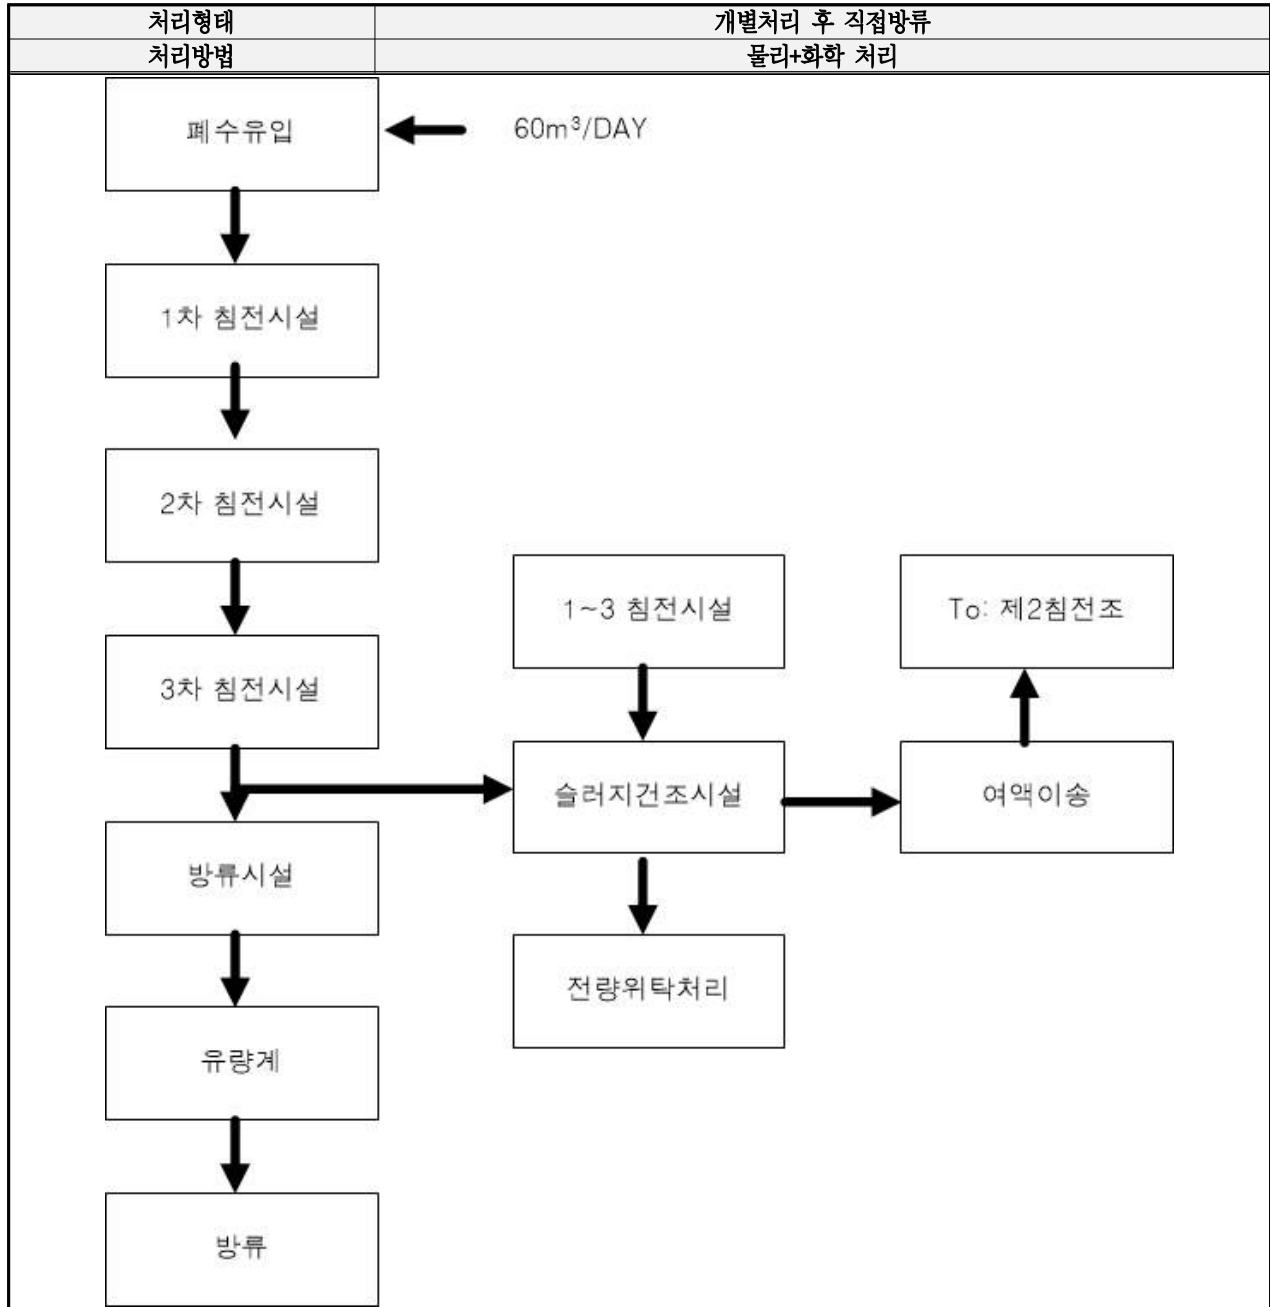 처리형태 개별처리 후 직접방류
처리방법 물리+화학 처리
폐수유입 60m³/DAY
1차 침전시설
2차 침전시설
1~3 침전시설 To: 제2침전조
3차 침전시설
슬러지건조시설 여액이송
방류시설
전량위탁처리
유량계
방류